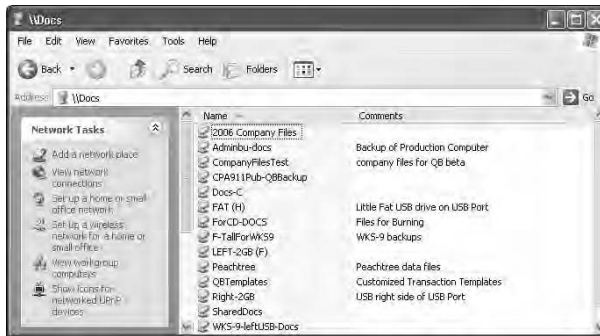 \\Docs
File Edit View Favorites Tools Help
Back Search Folders
Address \\Docs Go
Network Tasks
Add a network place
View network connections
Set up a home or small office network
Set up a wireless network for a home or small office
View workgroup computers
Show icons for networked UPnP devices
Name Comments
2006 Company Files
Adminbu-docs Backup of Production Computer
CompanyFilesTest company files for QB beta
CPA911Pub-QBBackup
Docs-C
FAT (H) Little Fat USB drive on USB Port
ForCD-DOCS Files for Burning
F-TallForWKS9 WKS-9 backups
LEFT-2GB (F)
Peachtree Peachtree data files
QBTemplates Customized Transaction Templates
Right-2GB USB right side of USB Port
SharedDocs
WKS-9-leftUSB-Docs